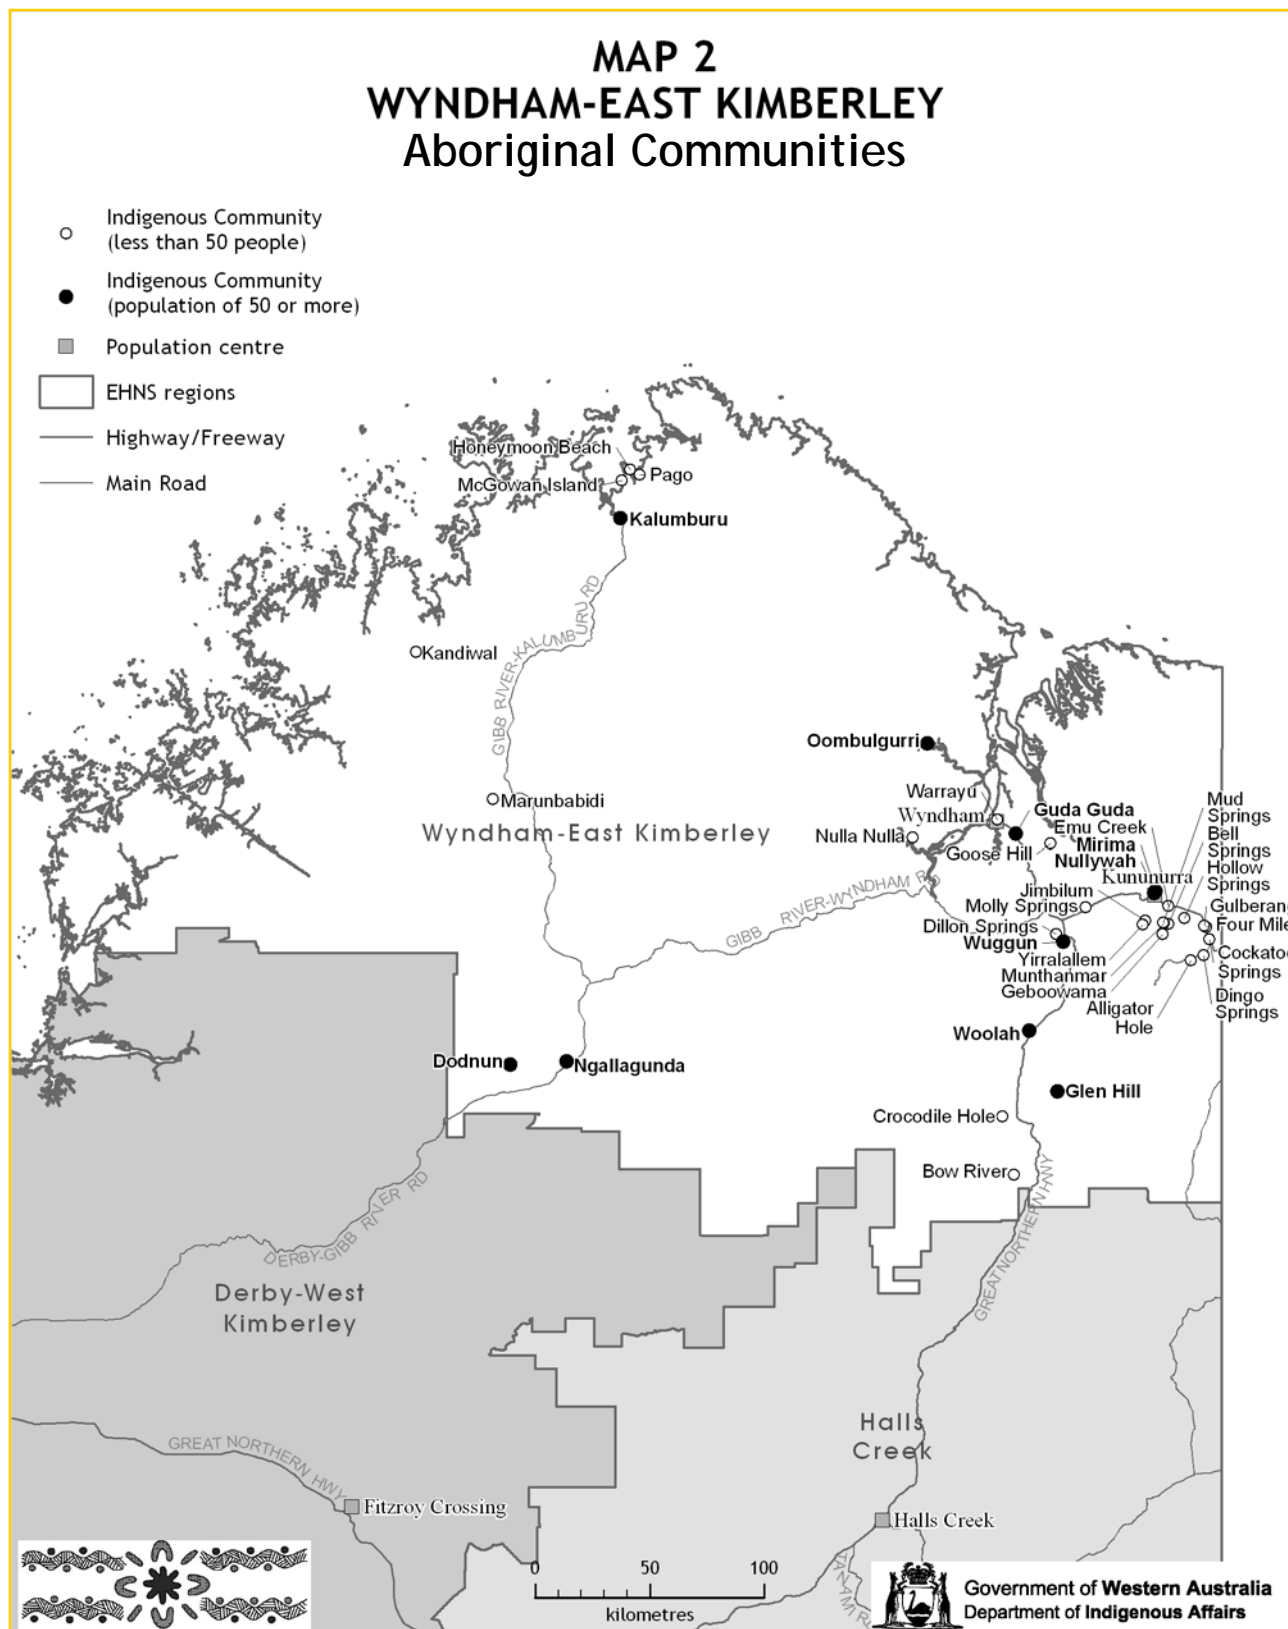 MAP 2
WYNDHAM-EAST KIMBERLEY
Aboriginal Communities
Indigenous Community
(less than 50 people)
Indigenous Community
(population of 50 or more)
Population centre
EHNS regions
Highway/Freeway
Main Road
Honeymoon Beach
McGowan Island
Pago
Kalumburu
GIBB RIVER-KALUMBURU RD
Kandiwal
Oombulgurri
Marunbabidi
Wyndham-East Kimberley
Warrayu
Wyndham
Nulla Nulla
Guda Guda
Goose Hill
Emu Creek
Mirima
Nullywah
Kununurra
Mud
Springs
Bell
Springs
Hollow
Springs
Gulberang
Four Mile
Cockatoo
Springs
Dingo
Springs
Jimbilum
Molly Springs
Dillon Springs
Wuggun
Yirralallem
Munthanmar
Geboowama
Alligator
Hole
GIBB RIVER-WYNDHAM RD
Woolah
Dodnun
Ngallagunda
Glen Hill
Crocodile Hole
Bow River
DERBY-GIBB RIVER RD
GREAT NORTHERN HWY
Derby-West
Kimberley
Halls
Creek
GREAT NORTHERN HWY
Fitzroy Crossing
Halls Creek
0 50 100
kilometres
TANAMI
Government of Western Australia
Department of Indigenous Affairs